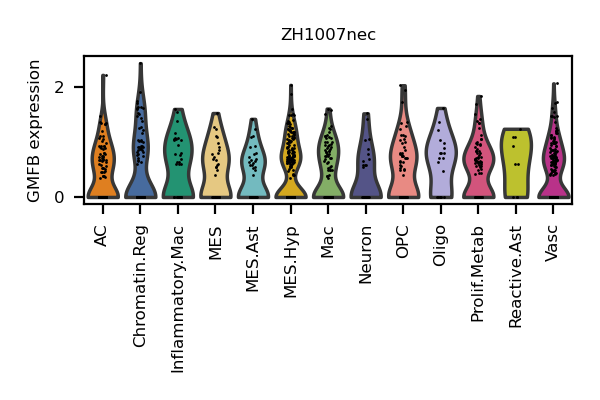 ZH1007nec
GMFB expression
2
0
AC
Chromatin.Reg
Inflammatory.Mac
MES
MES.Ast
MES.Hyp
Mac
Neuron
OPC
Oligo
Prolif.Metab
Reactive.Ast
Vasc